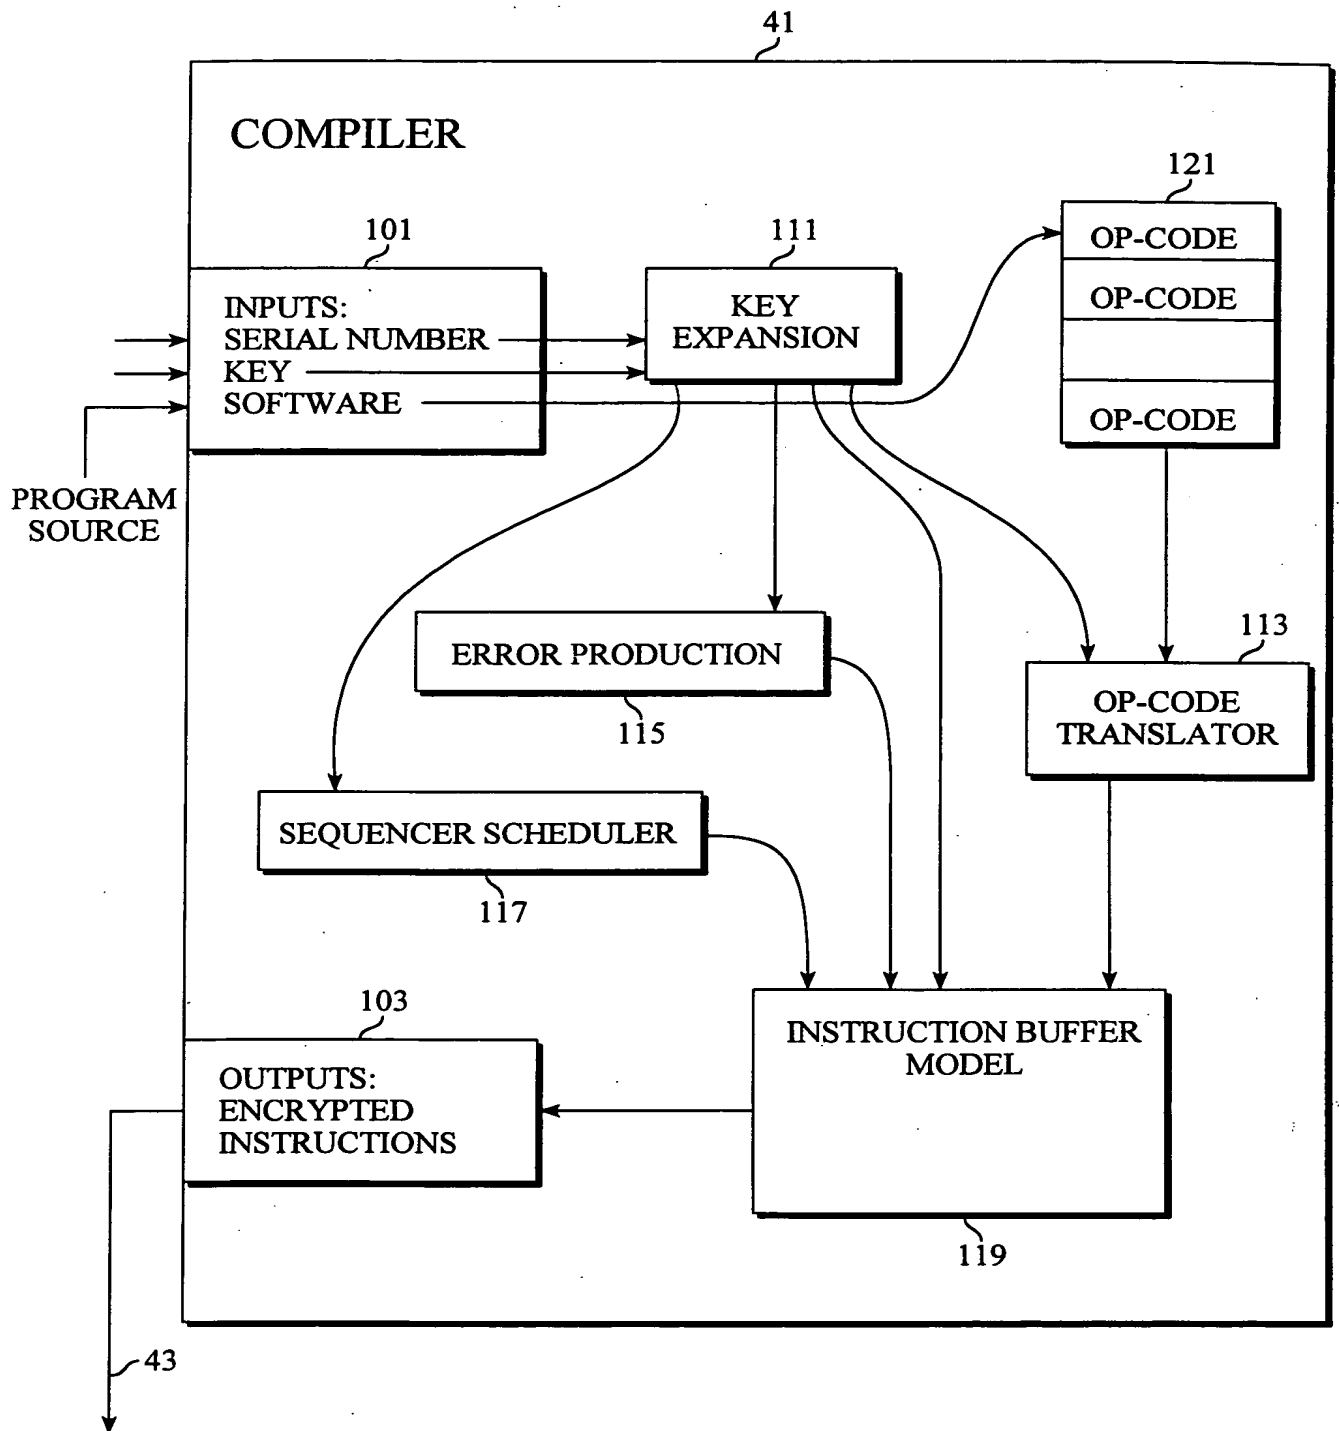 41
COMPILER
121
OP-CODE
OP-CODE
OP-CODE
101
INPUTS:
SERIAL NUMBER
KEY
SOFTWARE
111
KEY
EXPANSION
PROGRAM
SOURCE
ERROR PRODUCTION
115
113
OP-CODE
TRANSLATOR
SEQUENCER SCHEDULER
117
103
OUTPUTS:
ENCRYPTED
INSTRUCTIONS
INSTRUCTION BUFFER
MODEL
119
43